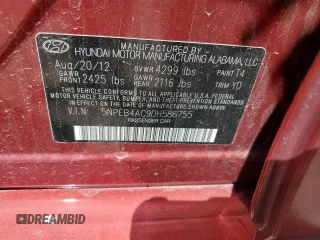 MANUFACTURED BY
HYUNDAI MOTOR MANUFACTURING ALABAMA, LLC
Aug/20/12 GVWR 4299 lbs PAINT T4
GAWR FRONT 2425 lbs GAWR REAR 2116 lbs TRIM YD
THIS VEHICLE CONFORMS TO ALL APPLICABLE U.S. FEDERAL
MOTOR VEHICLE SAFETY, BUMPER, AND THEFT PREVENTION STANDARDS
IN EFFECT ON THE DATE OF MANUFACTURE SHOWN ABOVE
V.I.N: 5NPEB4AC9DH586755
PASSENGER CAR
DREAMBID